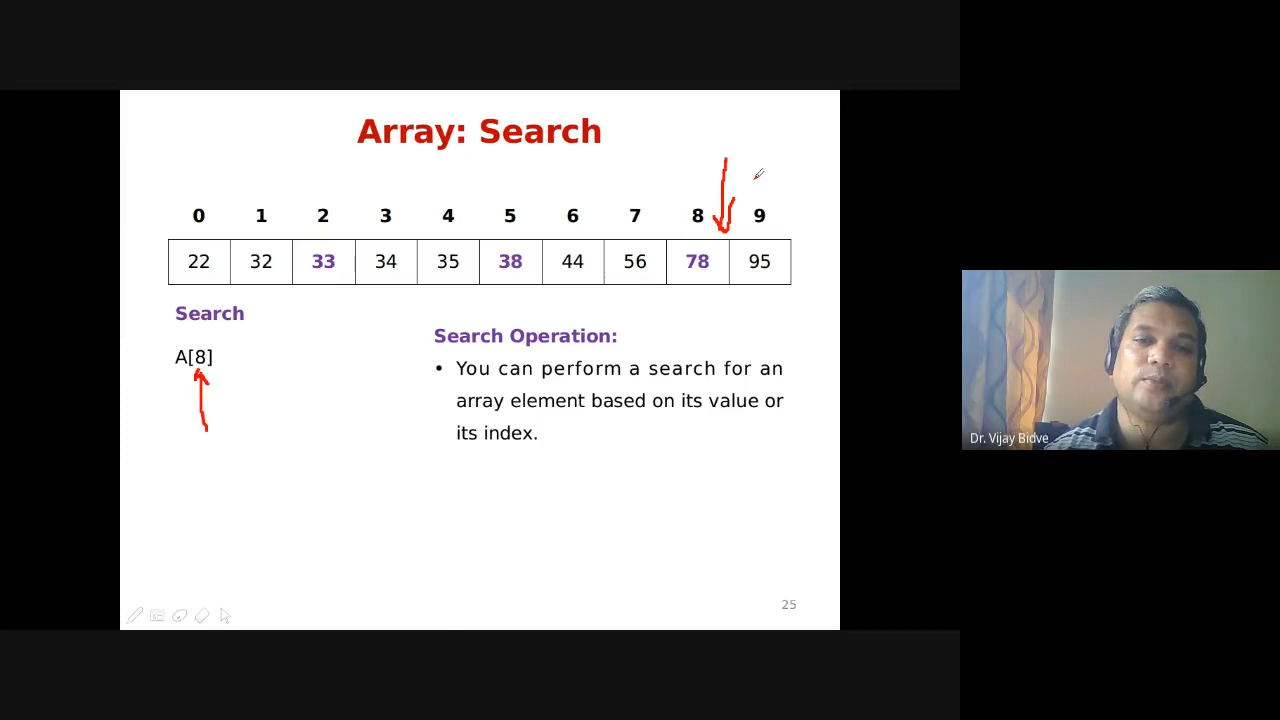 Array: Search
0 1 2 3 4 5 6 7 8 9
22 32 33 34 35 38 44 56 78 95
Search
A[8]
Search Operation:
• You can perform a search for an
array element based on its value or
its index.
25
Dr. Vijay Bidve